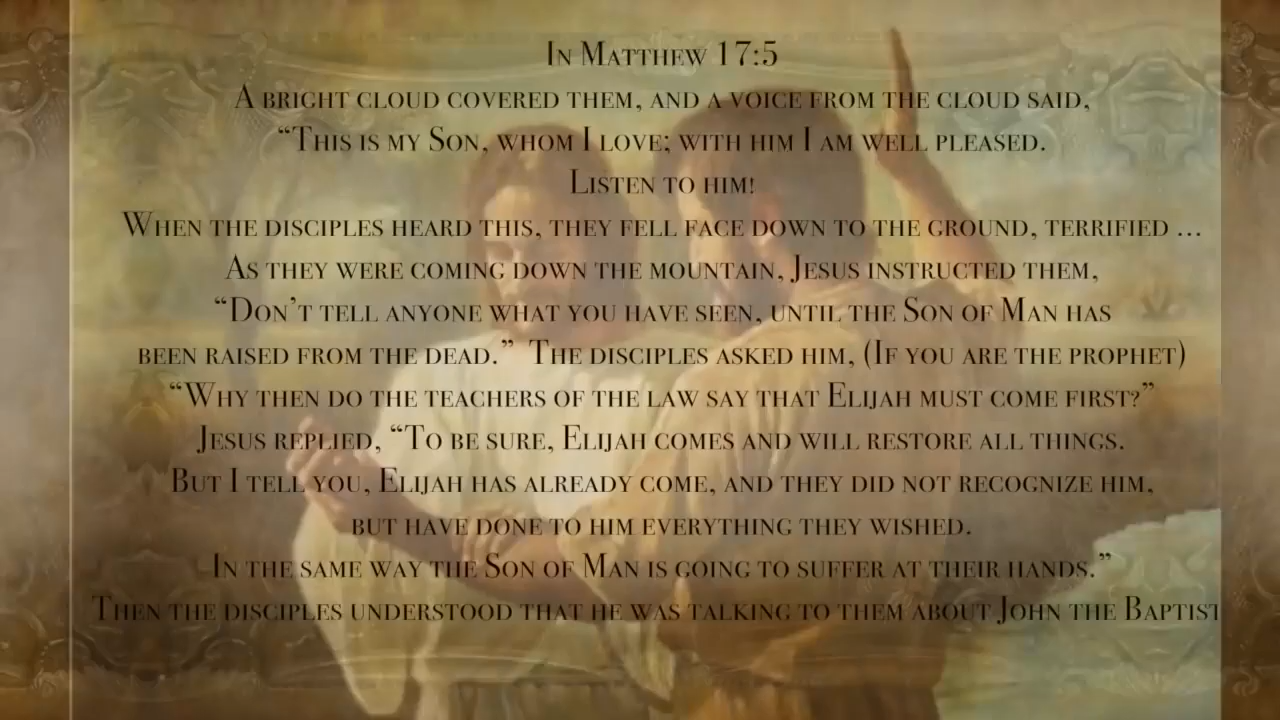 In Matthew 17:5
A bright cloud covered them, and a voice from the cloud said,
“This is my Son, whom I love; with him I am well pleased.
Listen to him!
When the disciples heard this, they fell face down to the ground, terrified ...
As they were coming down the mountain, Jesus instructed them,
“Don’t tell anyone what you have seen, until the Son of Man has
been raised from the dead.” The disciples asked him, (If you are the prophet)
“Why then do the teachers of the law say that Elijah must come first?”
Jesus replied, “To be sure, Elijah comes and will restore all things.
But I tell you, Elijah has already come, and they did not recognize him,
but have done to him everything they wished.
In the same way the Son of Man is going to suffer at their hands.”
Then the disciples understood that he was talking to them about John the Baptist